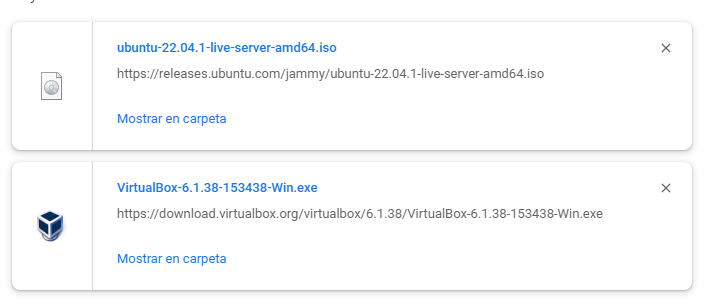 ubuntu-22.04.1-live-server-amd64.iso
https://releases.ubuntu.com/jammy/ubuntu-22.04.1-live-server-amd64.iso
Mostrar en carpeta
VirtualBox-6.1.38-153438-Win.exe
https://download.virtualbox.org/virtualbox/6.1.38/VirtualBox-6.1.38-153438-Win.exe
Mostrar en carpeta